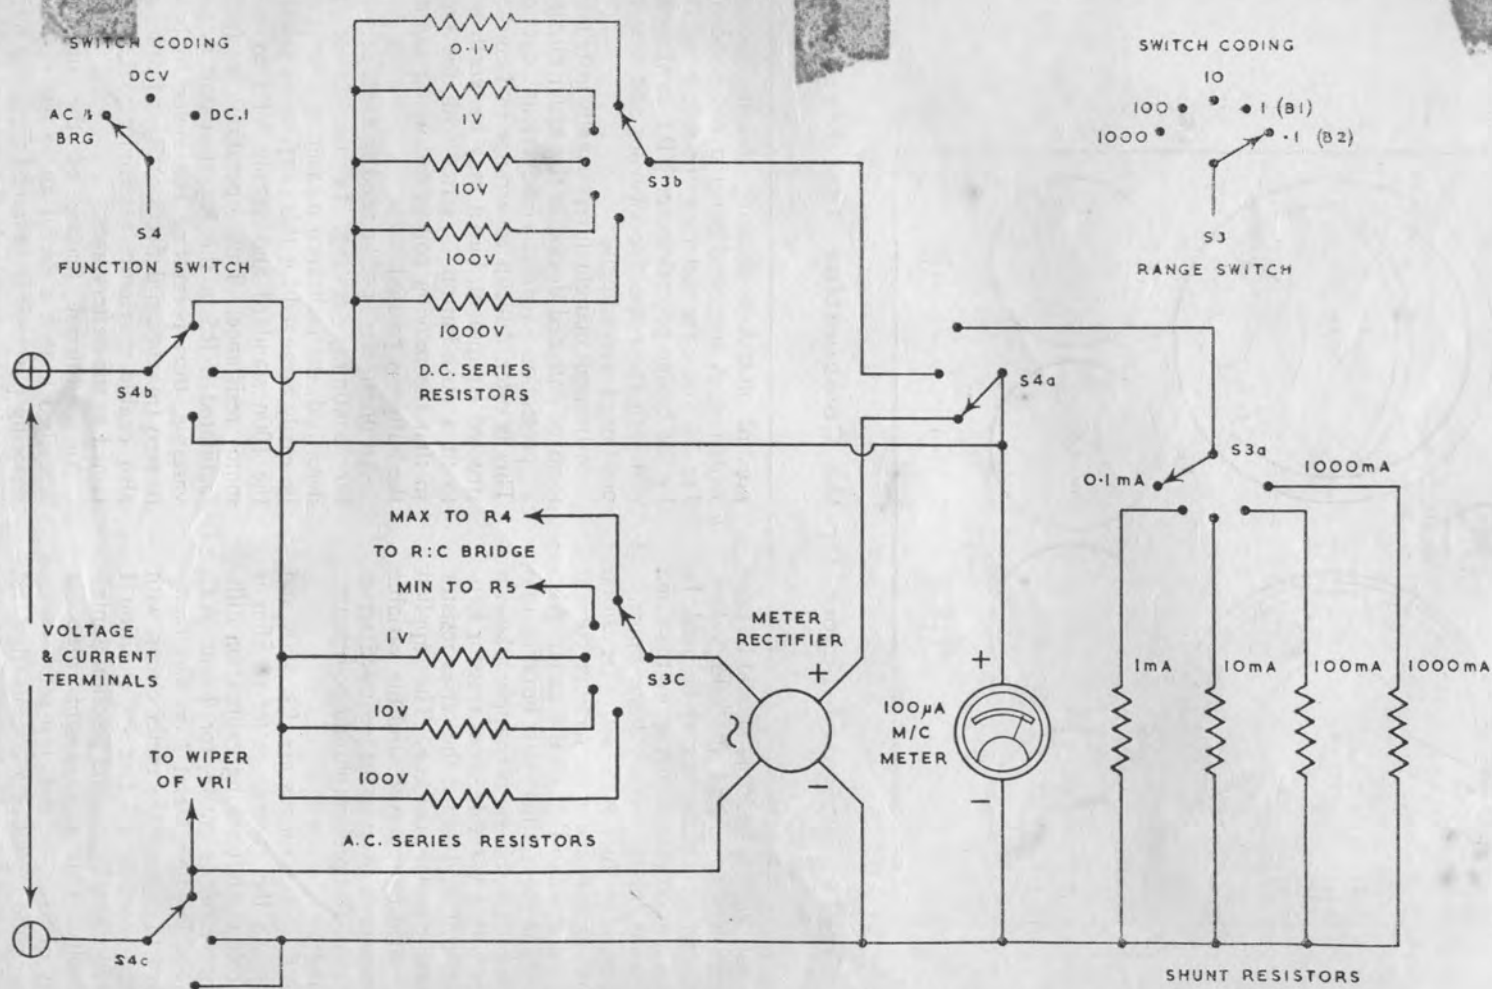 SWITCH CODING
DCV
AC &
BRG
DC.I
S4
FUNCTION SWITCH
0·1V
1V
10V
100V
1000V
D.C. SERIES
RESISTORS
S3b
SWITCH CODING
10
100
1 (B1)
1000
·1 (B2)
S3
RANGE SWITCH
S4b
S4a
S3a
0·1mA
1000mA
MAX TO R4
TO R:C BRIDGE
MIN TO R5
1V
10V
100V
S3C
A.C. SERIES RESISTORS
METER
RECTIFIER
+
~
−
+
100µA
M/C
METER
−
1mA
10mA
100mA
1000mA
VOLTAGE
& CURRENT
TERMINALS
TO WIPER
OF VR1
S4c
SHUNT RESISTORS